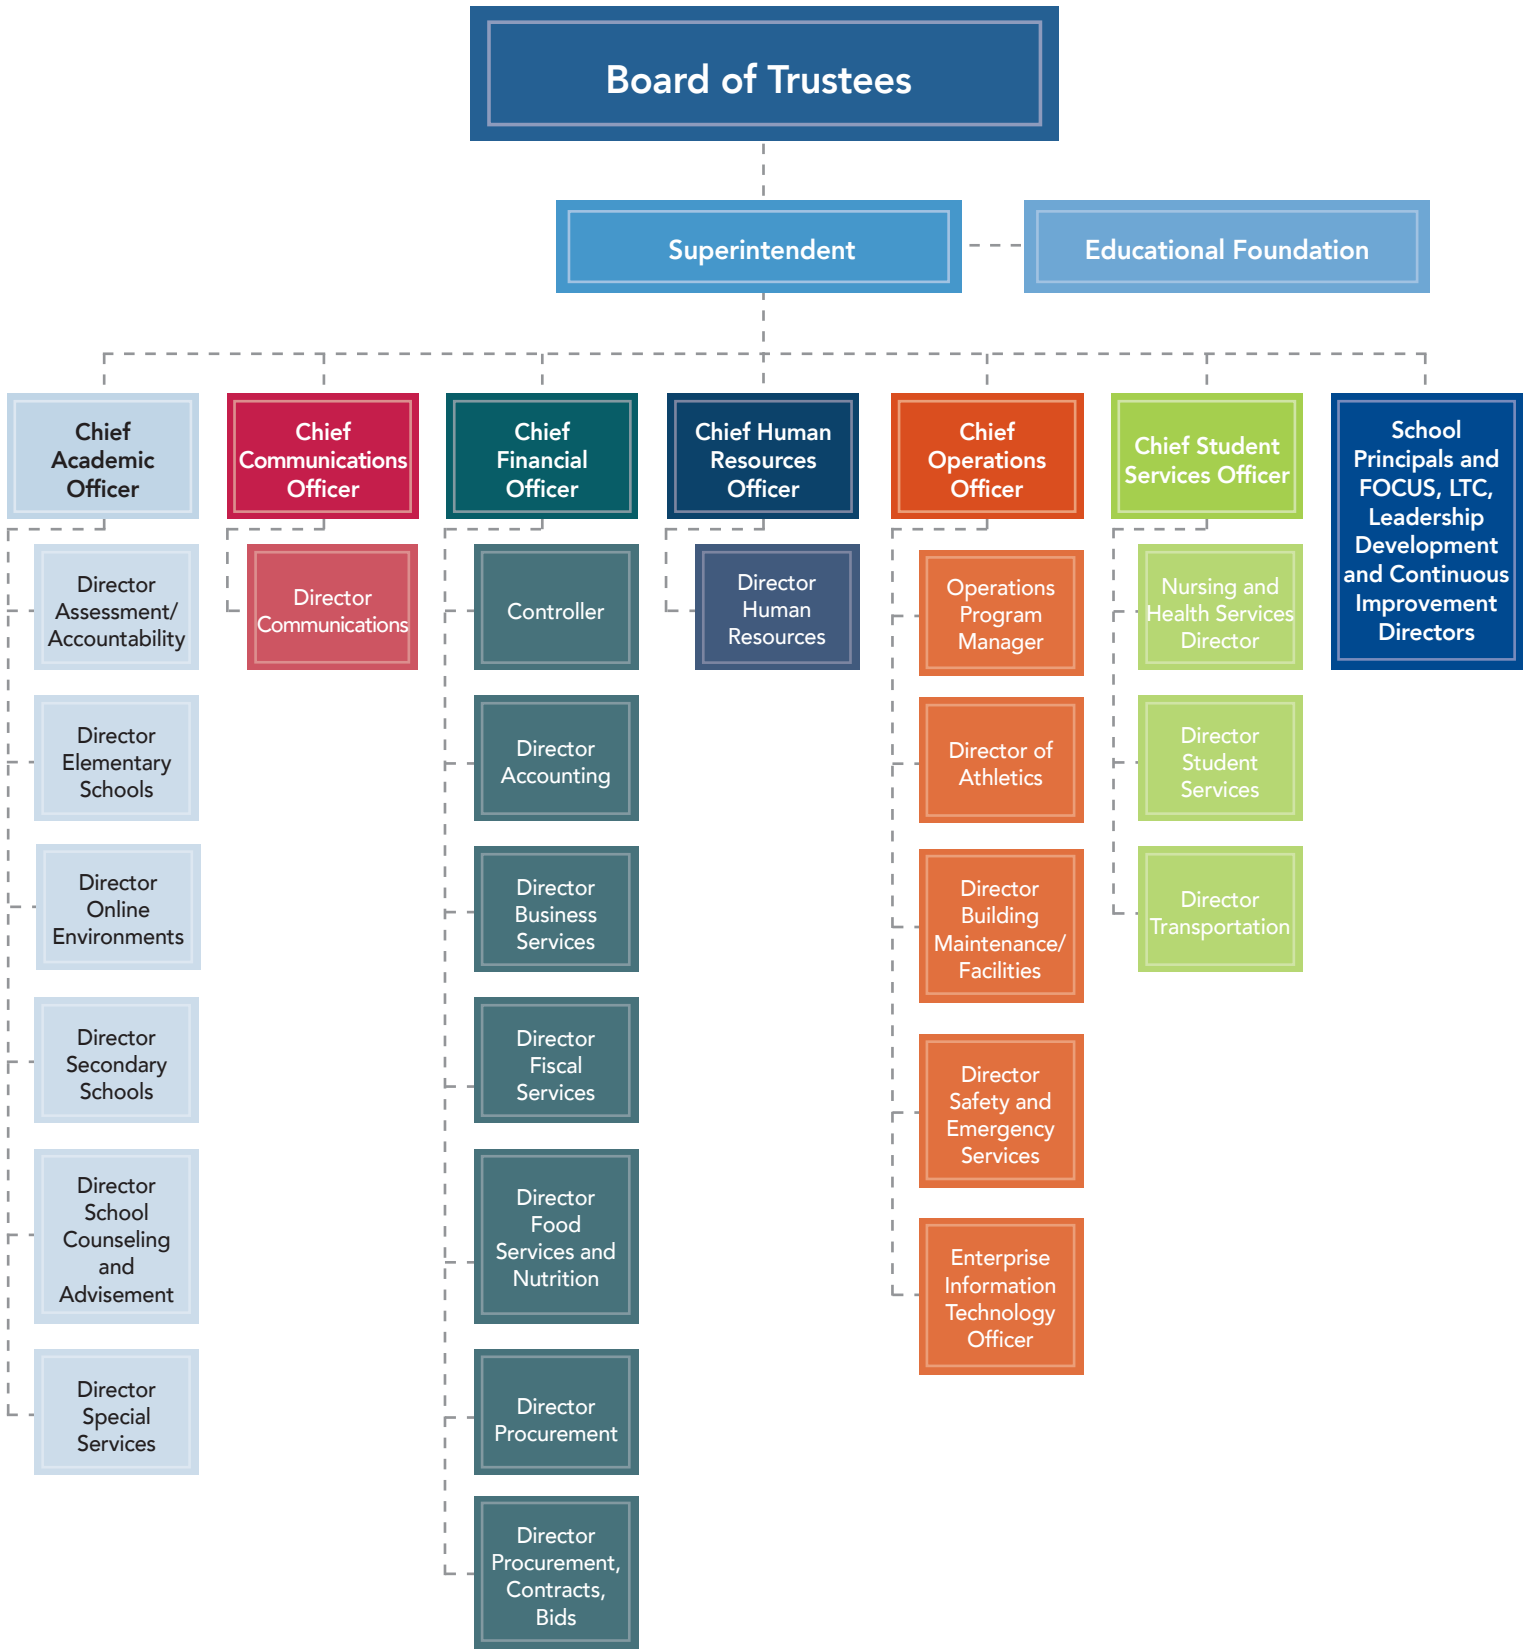 Board of Trustees
Superintendent
Educational Foundation
Chief
Academic
Officer
Chief
Communications
Officer
Chief
Financial
Officer
Chief Human
Resources
Officer
Chief
Operations
Officer
Chief Student
Services Officer
School
Principals and
FOCUS, LTC,
Leadership
Development
and Continuous
Improvement
Directors
Director
Assessment/
Accountability
Director
Elementary
Schools
Director
Online
Environments
Director
Secondary
Schools
Director
School
Counseling
and
Advisement
Director
Special
Services
Director
Communications
Controller
Director
Accounting
Director
Business
Services
Director
Fiscal
Services
Director
Food
Services and
Nutrition
Director
Procurement
Director
Procurement,
Contracts,
Bids
Director
Human
Resources
Operations
Program
Manager
Director of
Athletics
Director
Building
Maintenance/
Facilities
Director
Safety and
Emergency
Services
Enterprise
Information
Technology
Officer
Nursing and
Health Services
Director
Director
Student
Services
Director
Transportation